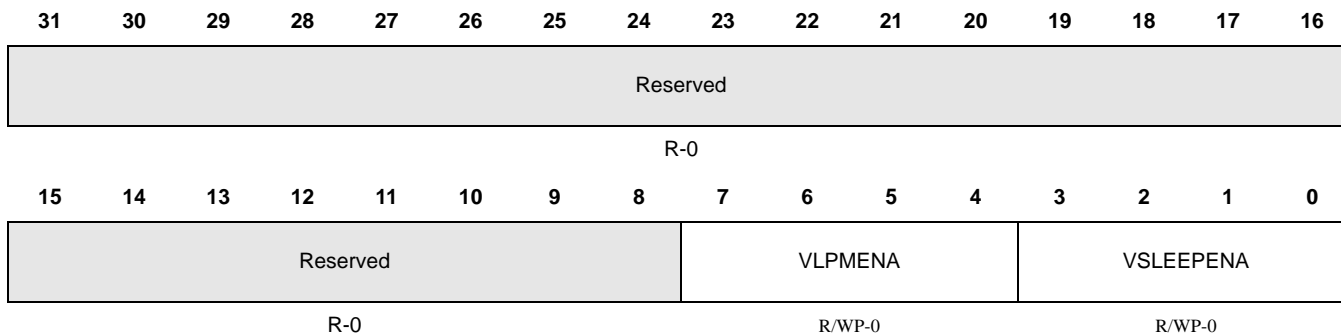 31 30 29 28 27 26 25 24 23 22 21 20 19 18 17 16
Reserved
R-0
15 14 13 12 11 10 9 8 7 6 5 4 3 2 1 0
Reserved VLPMENA VSLEEPENA
R-0 R/WP-0 R/WP-0